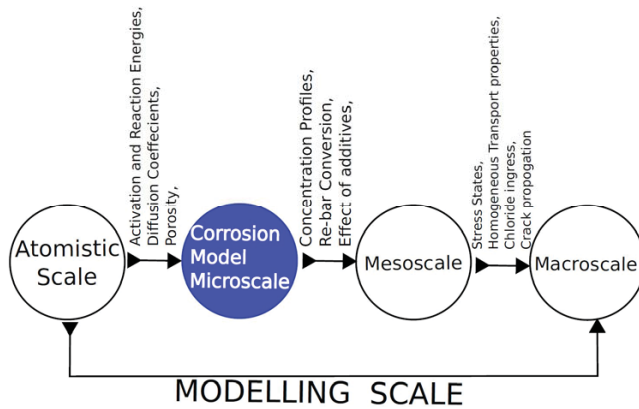 Activation and Reaction Energies,
Diffusion Coeffecients,
Porosity,
Concentration Profiles,
Re-bar Conversion,
Effect of additives,
Stress States,
Homogeneous Transport properties,
Chloride ingress,
Crack propogation
Atomistic
Scale
Corrosion
Model
Microscale
Mesoscale
Macroscale
MODELLING SCALE